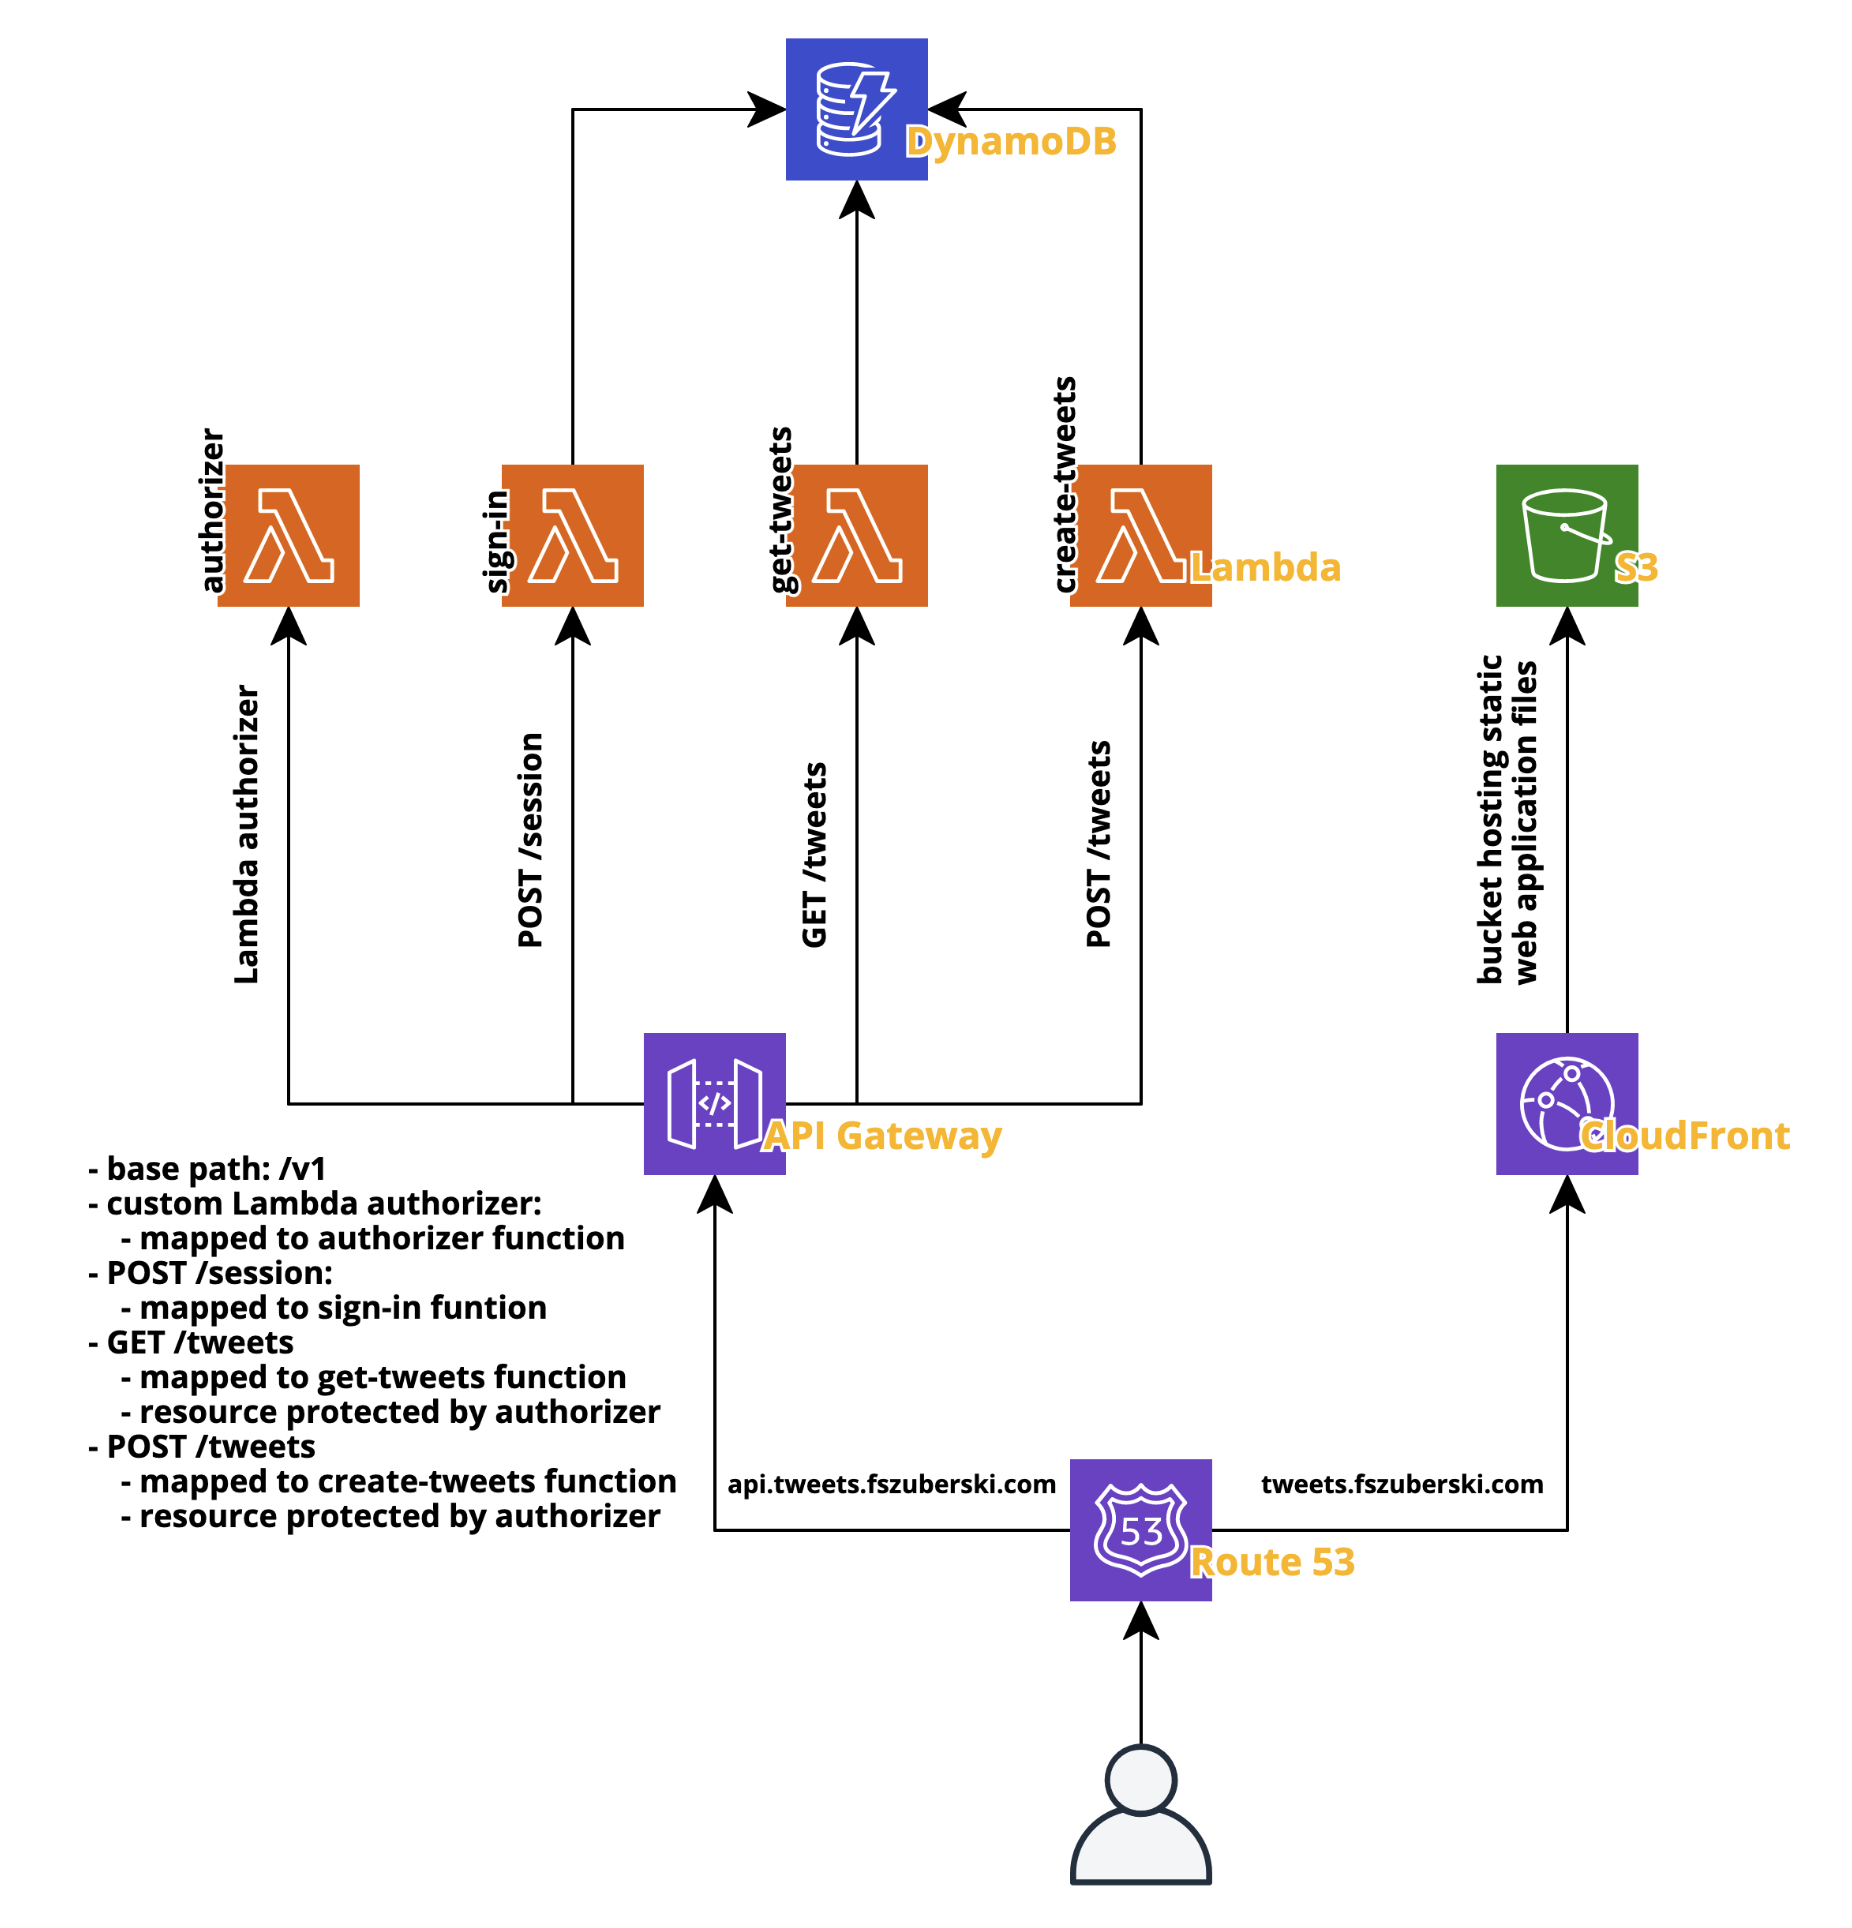 DynamoDB
authorizer
sign-in
get-tweets
create-tweets
Lambda
S3
Lambda authorizer
POST /session
GET /tweets
POST /tweets
bucket hosting static
web application files
</>
API Gateway
CloudFront
- base path: /v1
- custom Lambda authorizer:
- mapped to authorizer function
- POST /session:
- mapped to sign-in funtion
- GET /tweets
- mapped to get-tweets function
- resource protected by authorizer
- POST /tweets
- mapped to create-tweets function
- resource protected by authorizer
api.tweets.fszuberski.com
tweets.fszuberski.com
53
Route 53